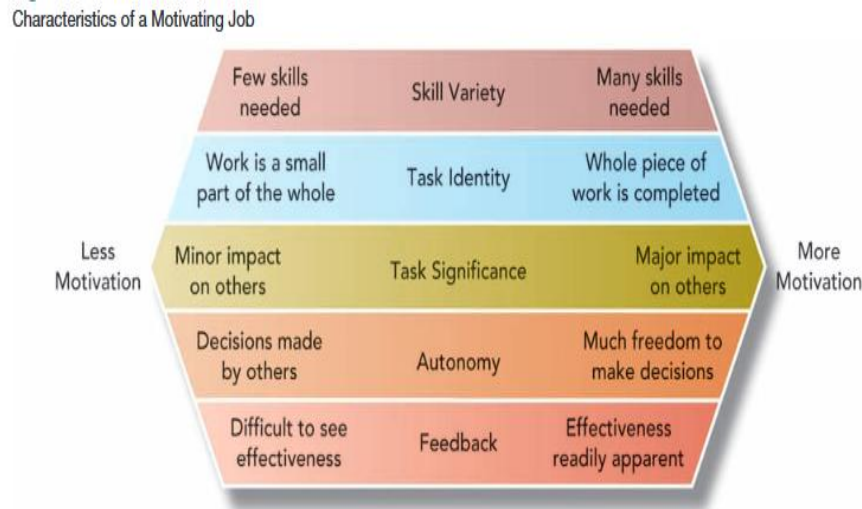 Characteristics of a Motivating Job
Few skills
needed
Skill Variety
Many skills
needed
Work is a small
part of the whole
Task Identity
Whole piece of
work is completed
Less
Motivation
Minor impact
on others
Task Significance
Major impact
on others
More
Motivation
Decisions made
by others
Autonomy
Much freedom to
make decisions
Difficult to see
effectiveness
Feedback
Effectiveness
readily apparent